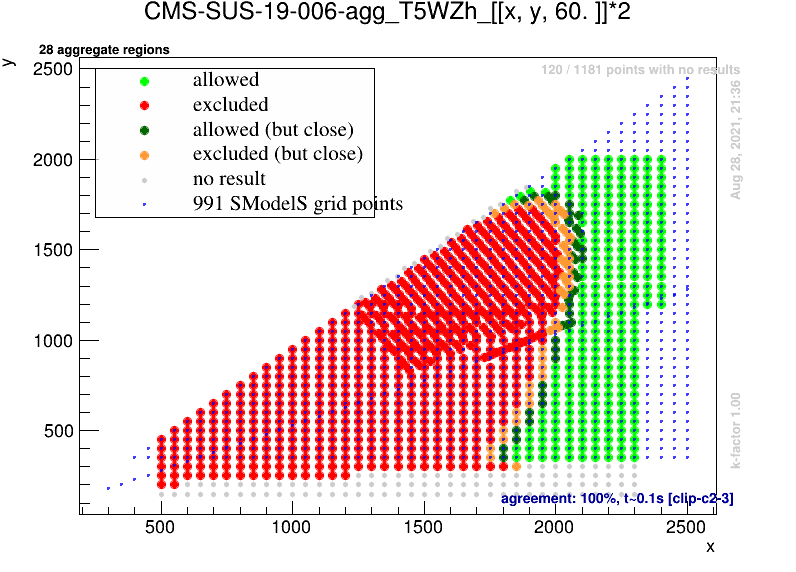 CMS-SUS-19-006-agg_T5WZh_[[x, y, 60. ]]*2
28 aggregate regions
y
120 / 1181 points with no results
allowed
excluded
allowed (but close)
excluded (but close)
no result
991 SModelS grid points
Aug 28, 2021, 21:36
k-factor 1.00
2500
2000
1500
1000
500
agreement: 100%, t~0.1s [clip-c2-3]
500 1000 1500 2000 2500
x